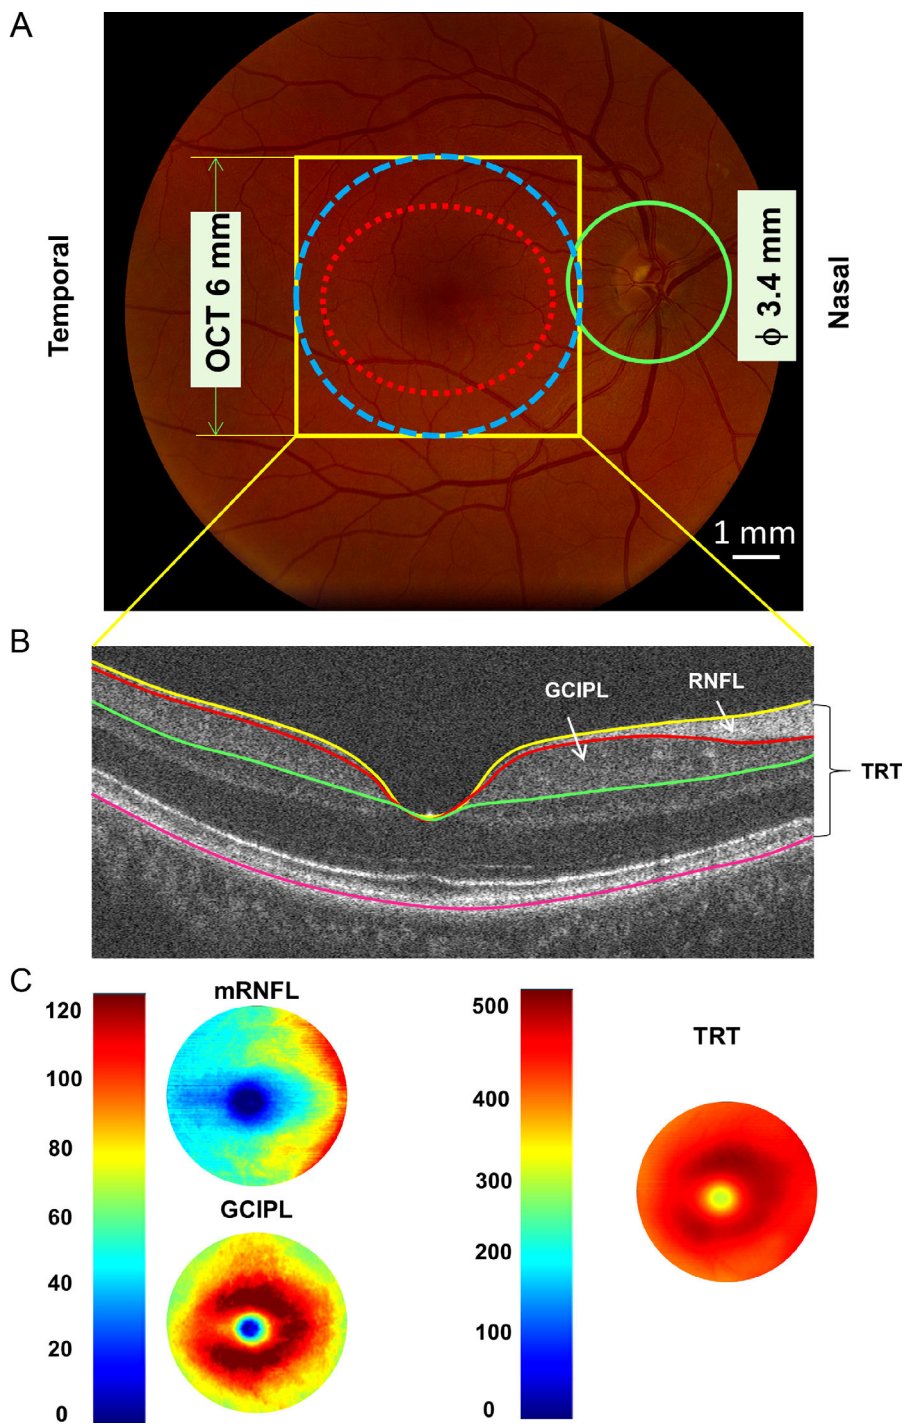 A
Temporal
OCT 6 mm
ϕ 3.4 mm
Nasal
1 mm
B
GCIPL
RNFL
TRT
C
mRNFL
120
100
80
60
40
20
0
GCIPL
500
400
300
200
100
0
TRT